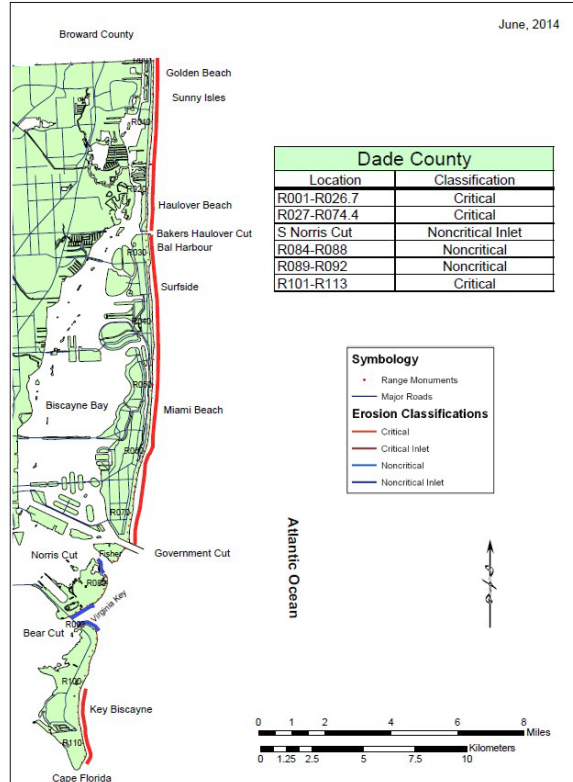 June, 2014
Broward County
Golden Beach
Sunny Isles
R010
R020
Haulover Beach
Bakers Haulover Cut
Bal Harbour
R030
Surfside
R040
R050
Biscayne Bay
Miami Beach
R060
R070
Government Cut
Norris Cut
Fisher
R080
Virginia Key
R090
Bear Cut
R100
Key Biscayne
R110
Cape Florida
Dade County
Location Classification
R001-R026.7 Critical
R027-R074.4 Critical
S Norris Cut Noncritical Inlet
R084-R088 Noncritical
R089-R092 Noncritical
R101-R113 Critical
Symbology
Range Monuments
Major Roads
Erosion Classifications
Critical
Critical Inlet
Noncritical
Noncritical Inlet
Atlantic Ocean
0 1 2 4 6 8
Miles
Kilometers
0 1.25 2.5 5 7.5 10